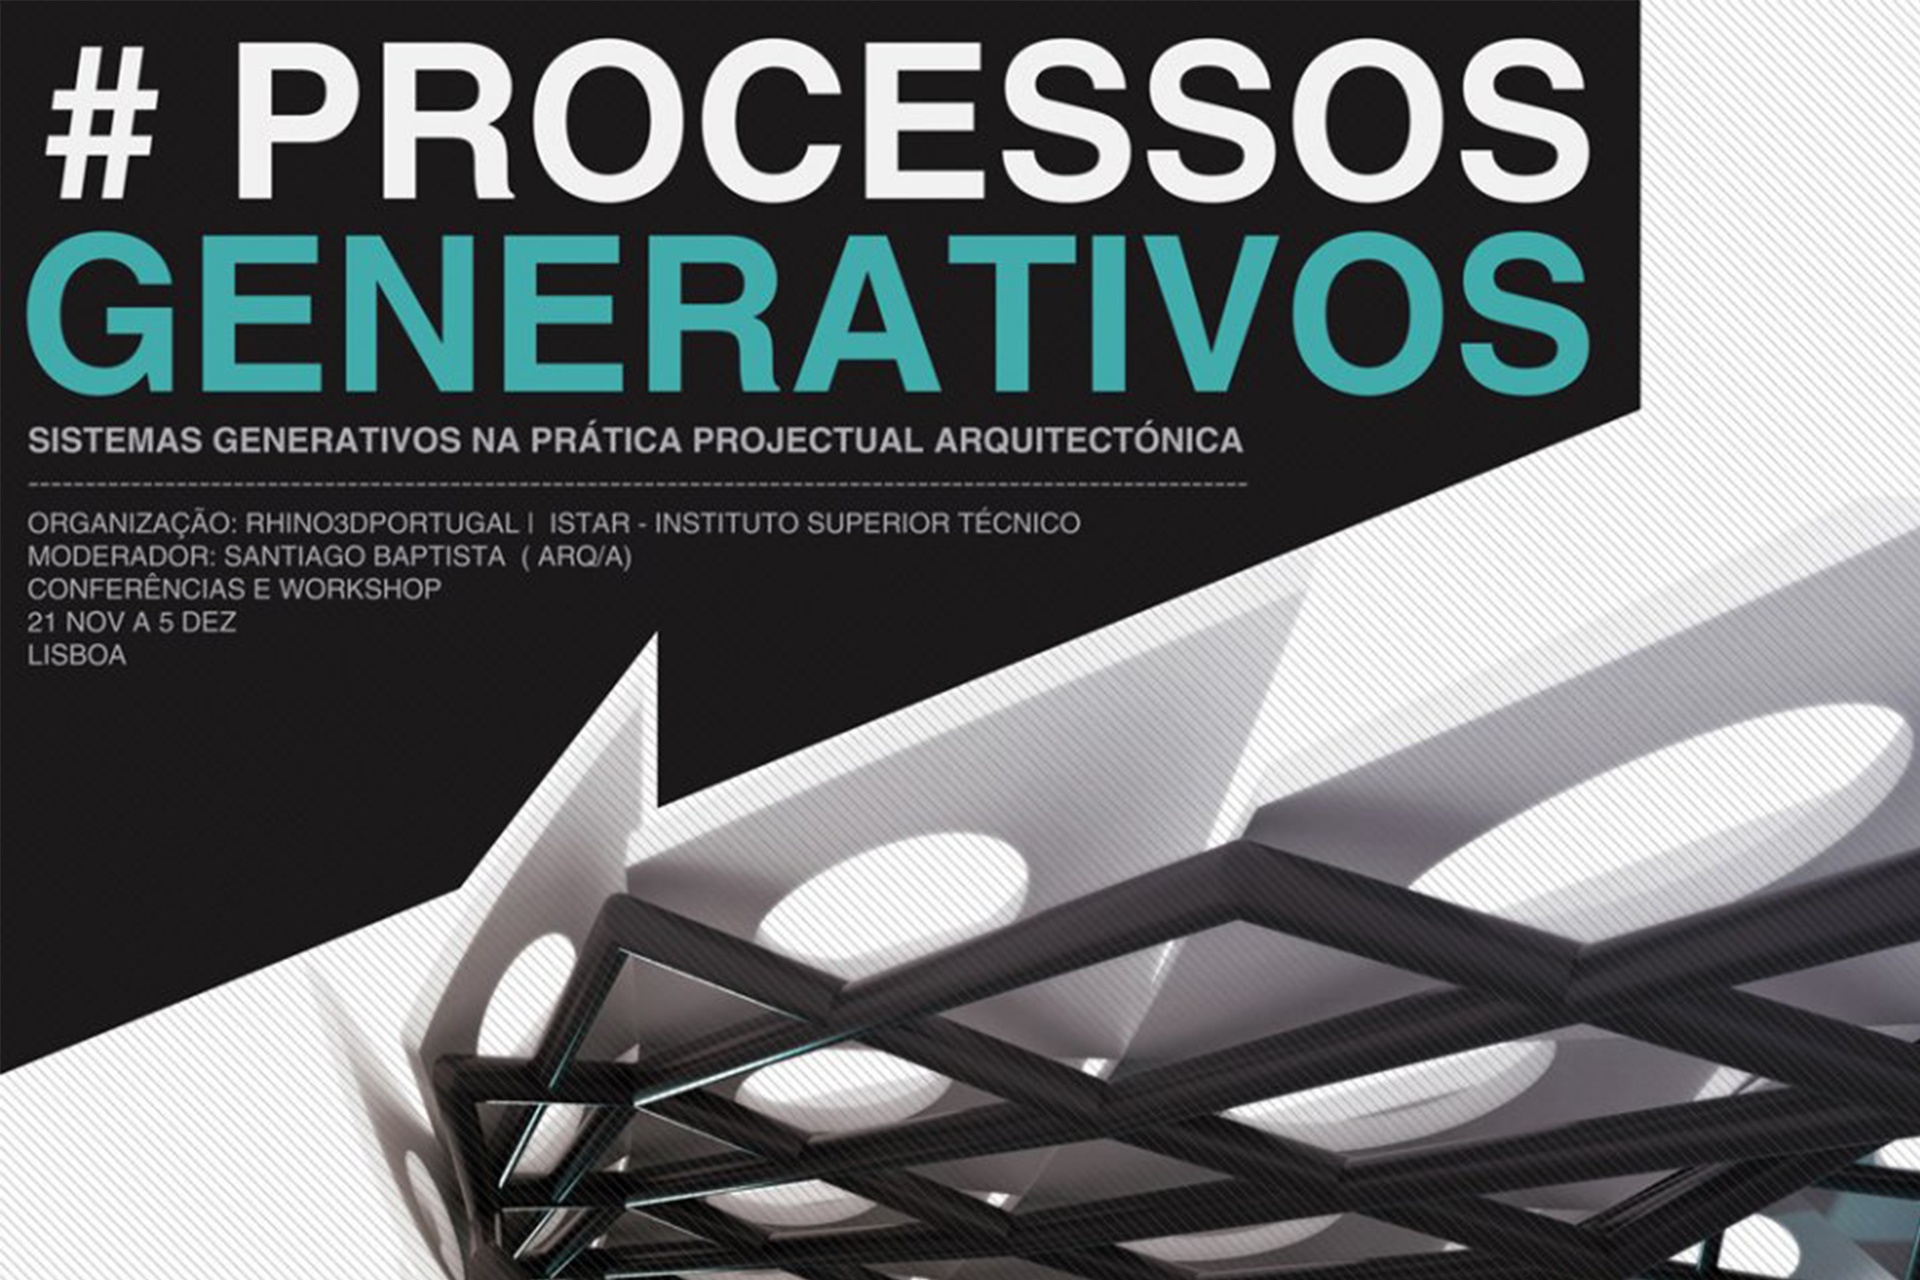 # PROCESSOS
GENERATIVOS
SISTEMAS GENERATIVOS NA PRÁTICA PROJECTUAL ARQUITECTÓNICA
ORGANIZAÇÃO: RHINO3DPORTUGAL | ISTAR - INSTITUTO SUPERIOR TÉCNICO
MODERADOR: SANTIAGO BAPTISTA ( ARQ/A)
CONFERÊNCIAS E WORKSHOP
21 NOV A 5 DEZ
LISBOA